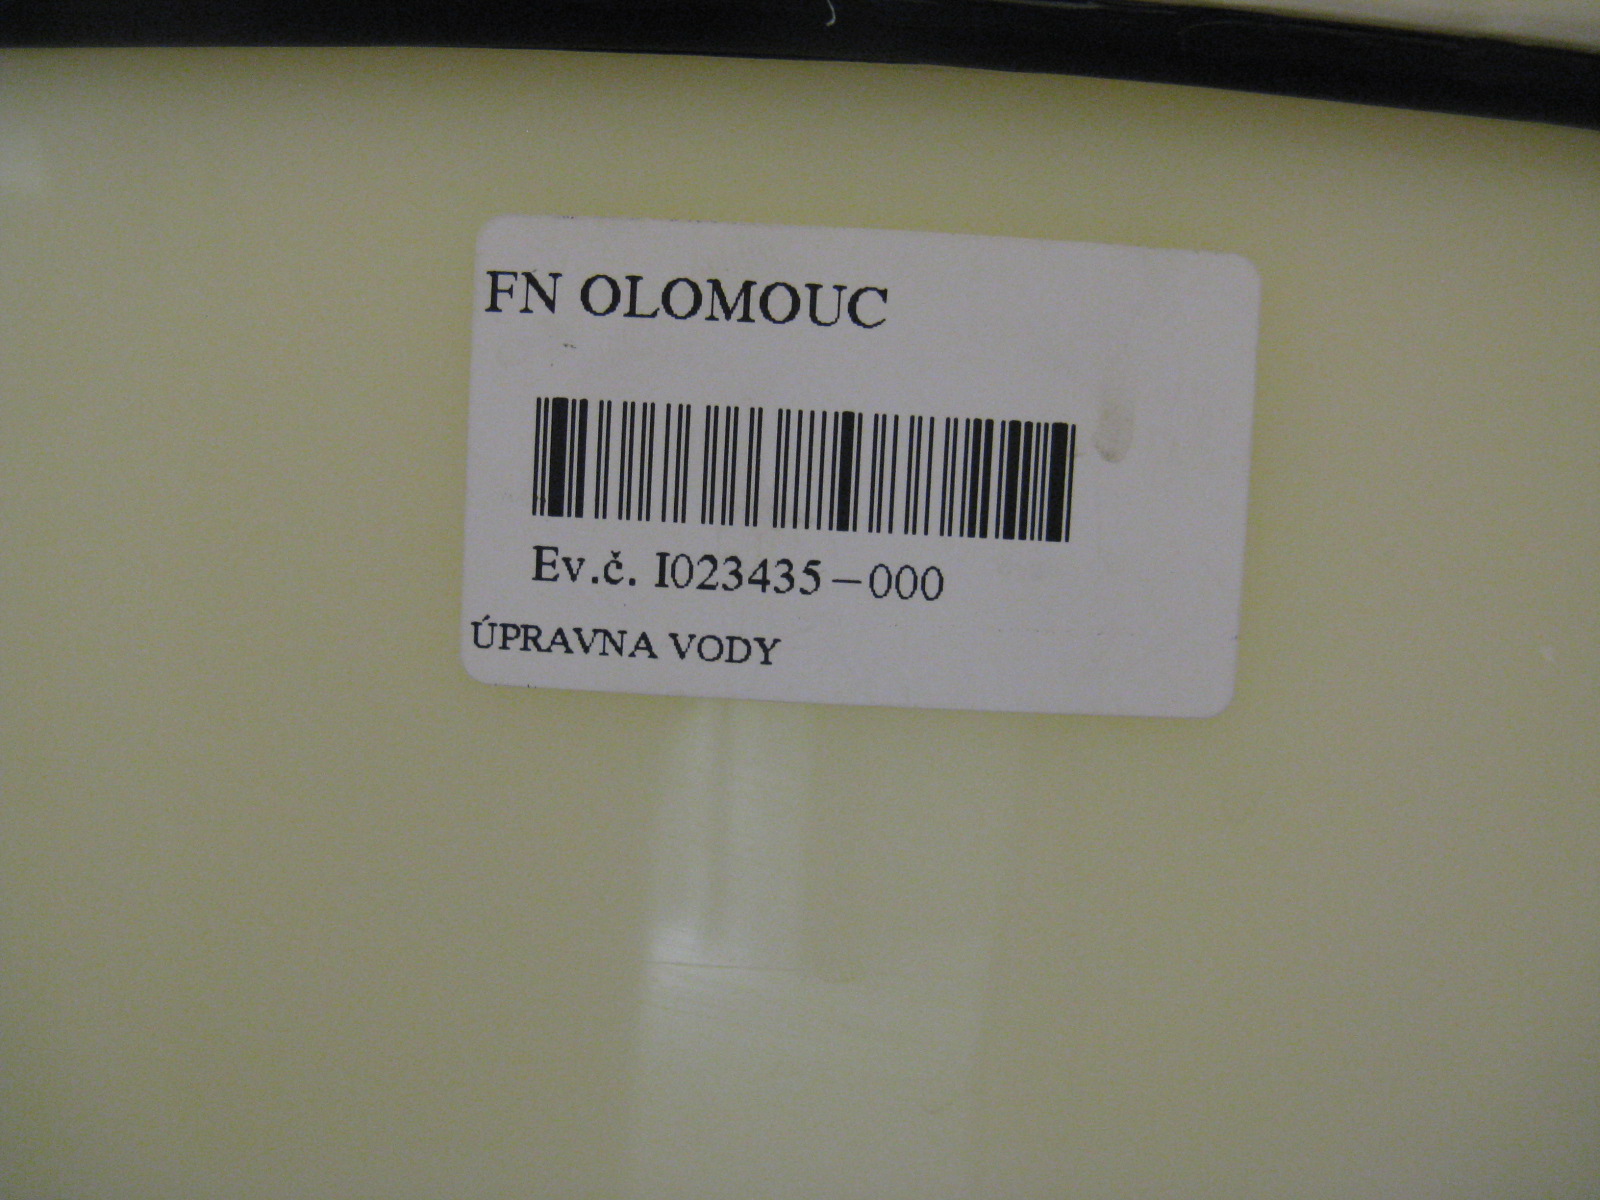 FN OLOMOUC
Ev.č. I023435-000
ÚPRAVNA VODY